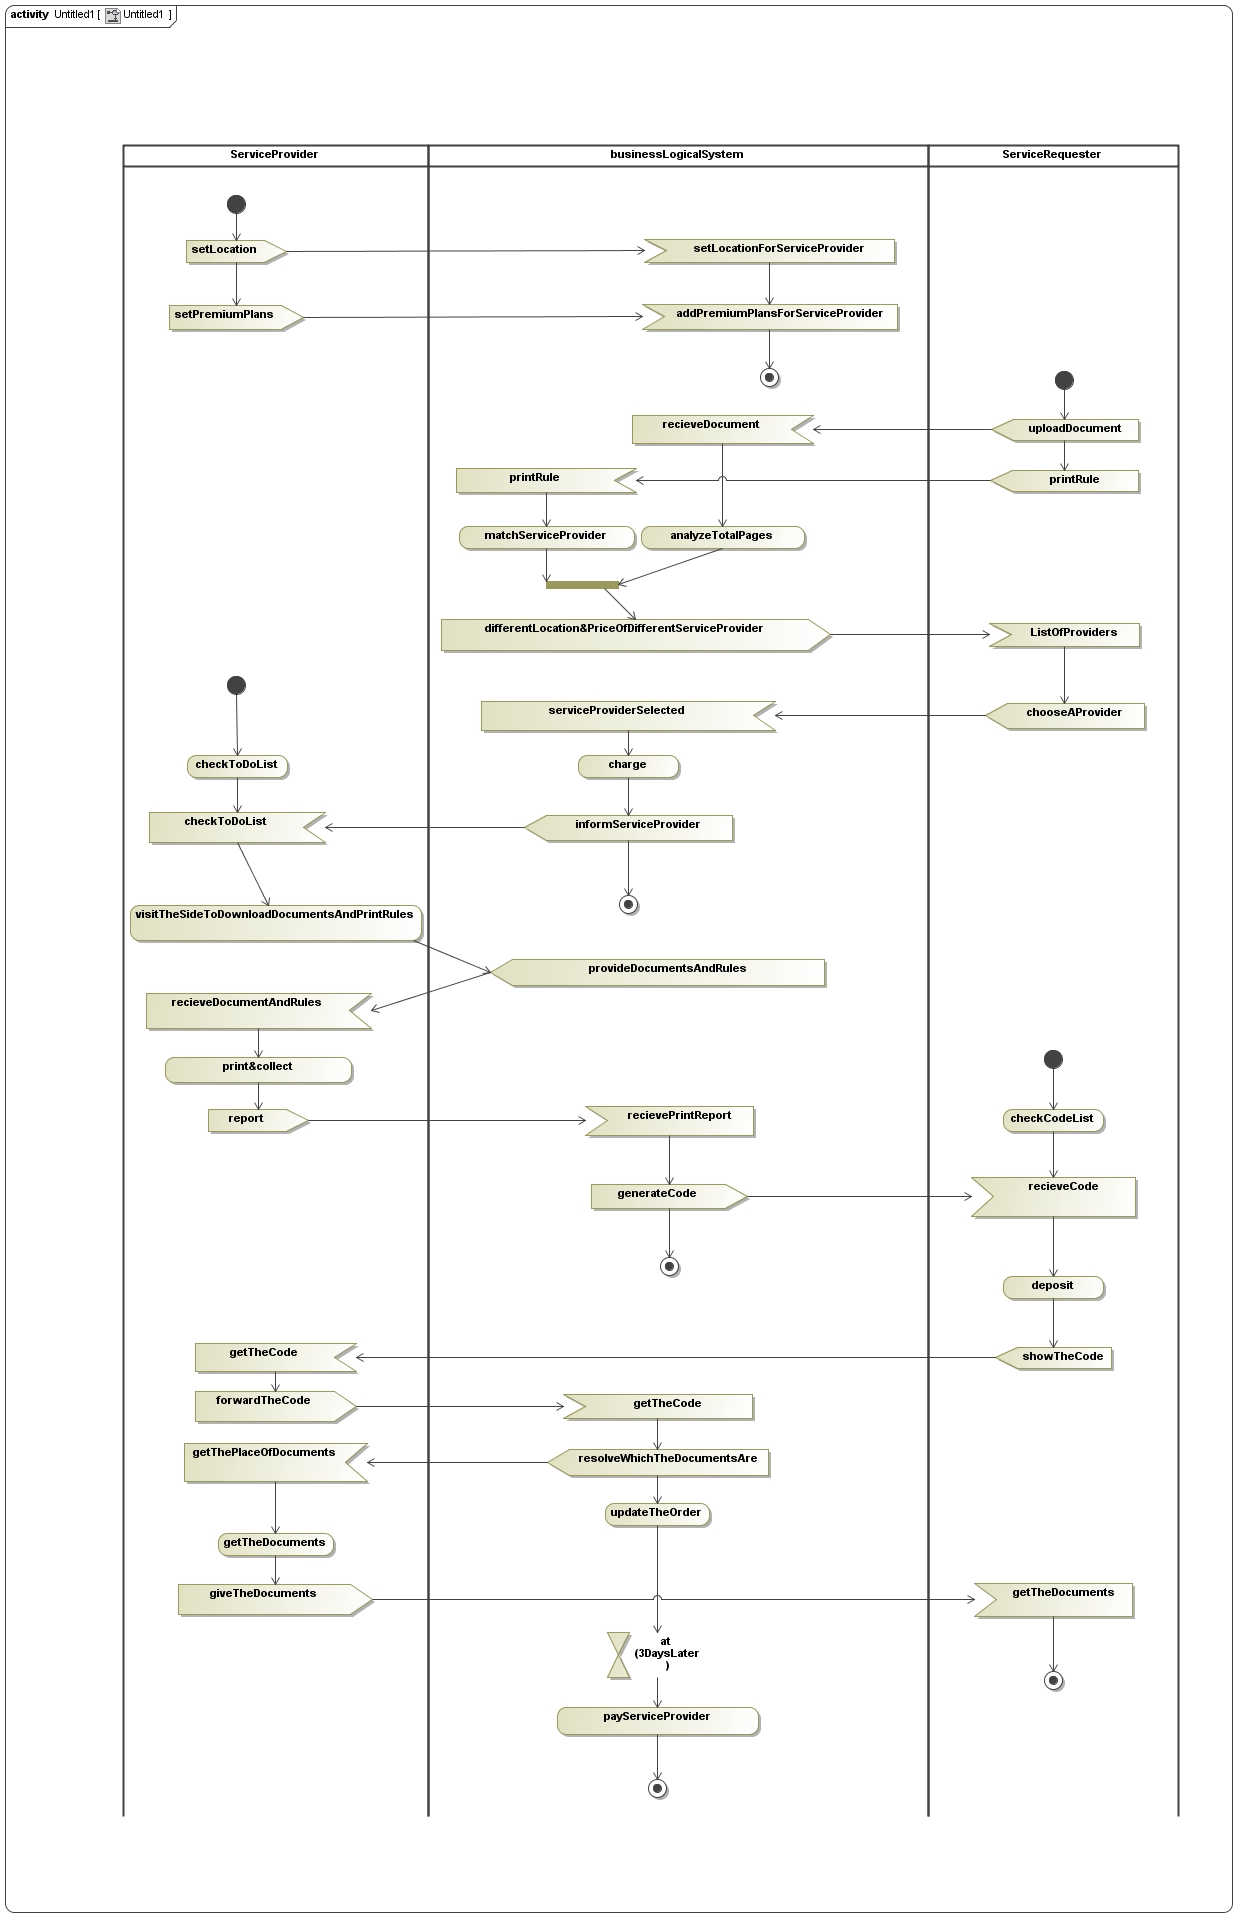 activity Untitled1 [ Untitled1 ]
ServiceProvider
businessLogicalSystem
ServiceRequester
setLocation
setLocationForServiceProvider
setPremiumPlans
addPremiumPlansForServiceProvider
recieveDocument
uploadDocument
printRule
printRule
matchServiceProvider
analyzeTotalPages
differentLocation&PriceOfDifferentServiceProvider
ListOfProviders
serviceProviderSelected
chooseAProvider
checkToDoList
charge
checkToDoList
informServiceProvider
visitTheSideToDownloadDocumentsAndPrintRules
provideDocumentsAndRules
recieveDocumentAndRules
print&collect
report
recievePrintReport
checkCodeList
generateCode
recieveCode
deposit
getTheCode
showTheCode
forwardTheCode
getTheCode
getThePlaceOfDocuments
resolveWhichTheDocumentsAre
updateTheOrder
getTheDocuments
giveTheDocuments
getTheDocuments
at
(3DaysLater
)
payServiceProvider